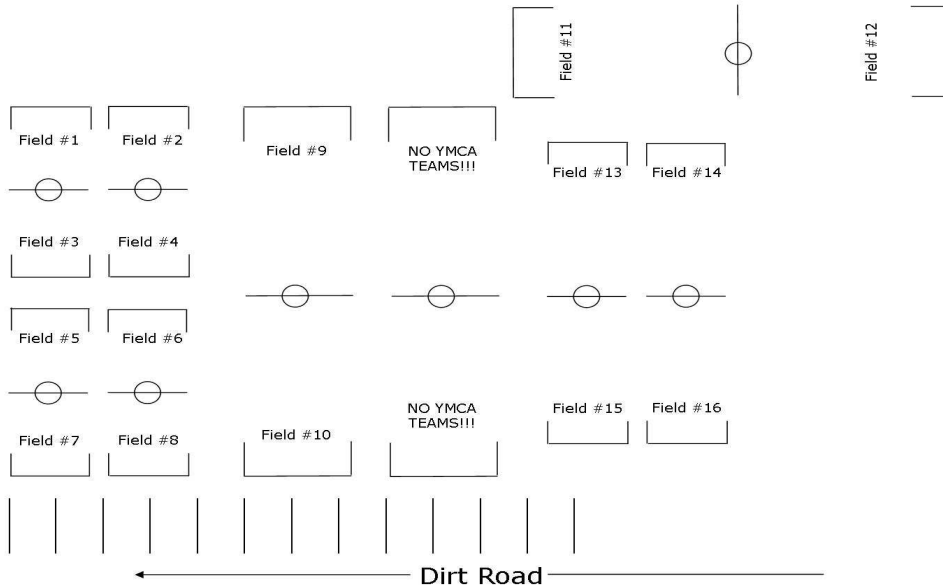 Field #11
Field #12
Field #1
Field #2
Field #9
NO YMCA
TEAMS!!!
Field #13
Field #14
Field #3
Field #4
Field #5
Field #6
Field #7
Field #8
Field #10
NO YMCA
TEAMS!!!
Field #15
Field #16
Dirt Road